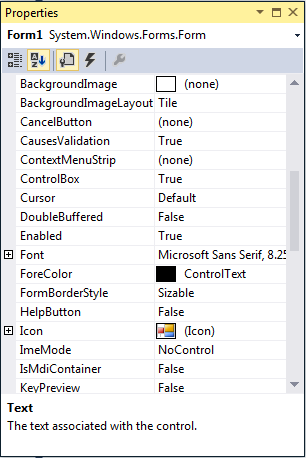 Properties
Form1 System.Windows.Forms.Form
BackgroundImage (none)
BackgroundImageLayout Tile
CancelButton (none)
CausesValidation True
ContextMenuStrip (none)
ControlBox True
Cursor Default
DoubleBuffered False
Enabled True
Font Microsoft Sans Serif, 8.25
ForeColor ControlText
FormBorderStyle Sizable
HelpButton False
Icon (Icon)
ImeMode NoControl
IsMdiContainer False
KeyPreview False
Text
The text associated with the control.